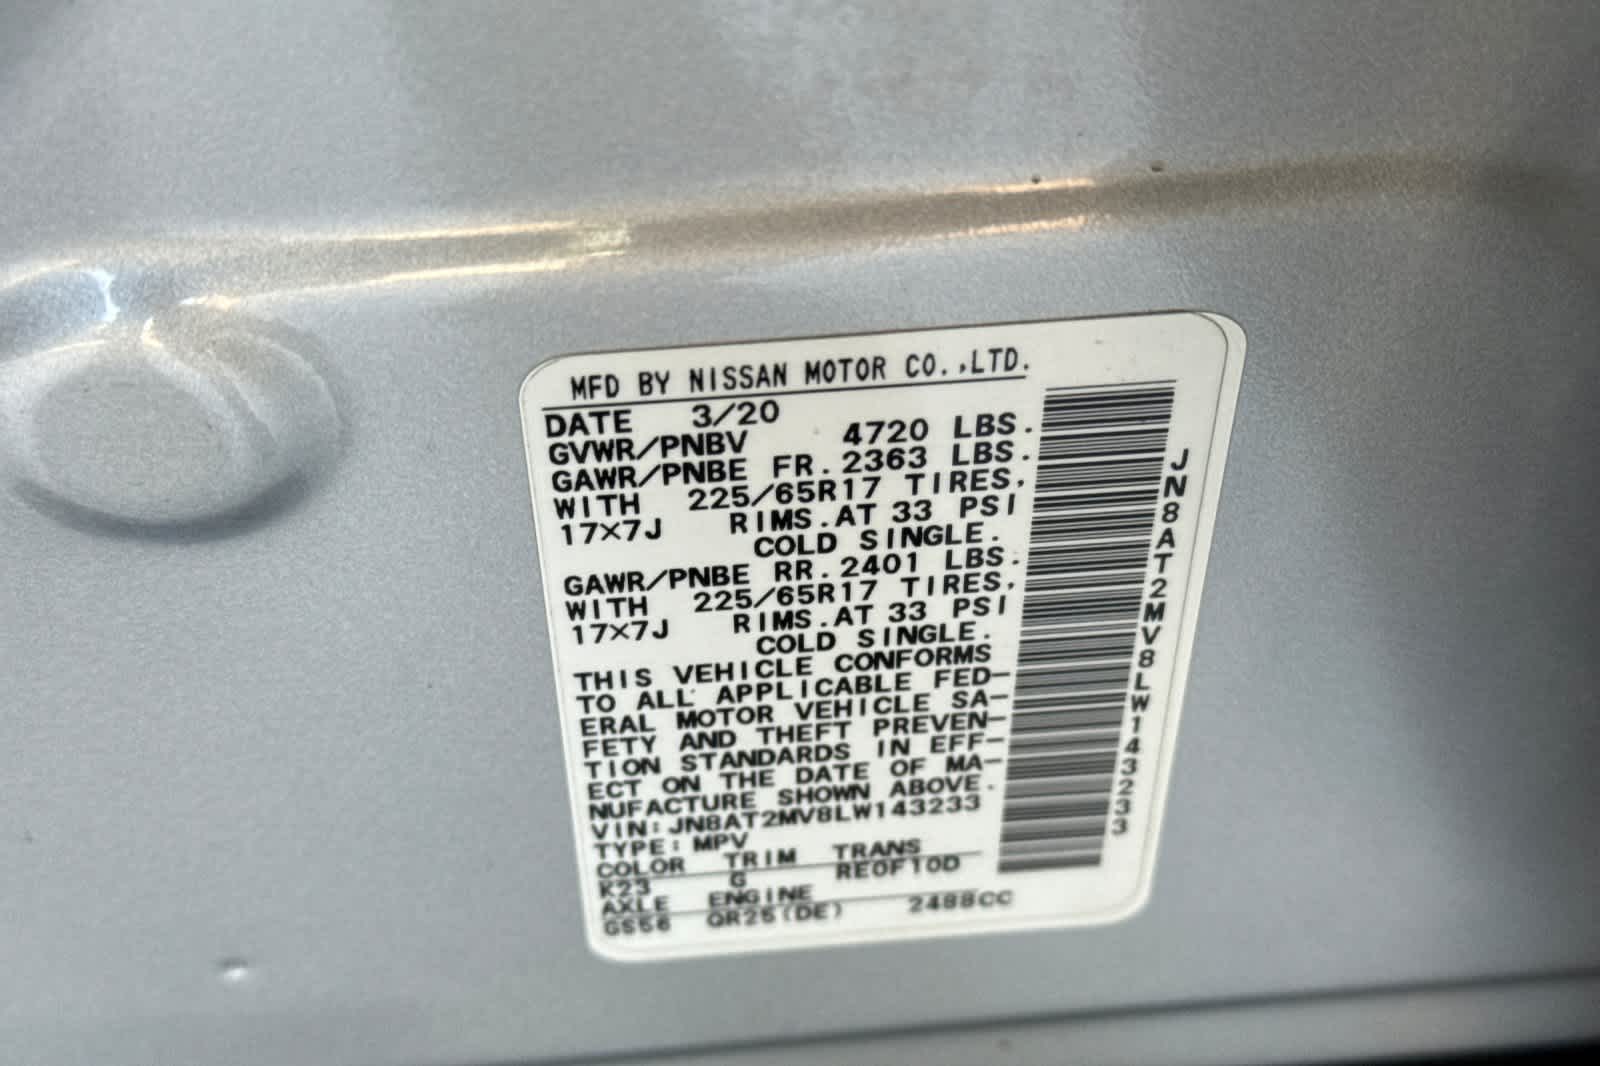 MFD BY NISSAN MOTOR CO.,LTD.
DATE 3/20
GVWR/PNBV 4720 LBS.
GAWR/PNBE FR. 2363 LBS.
WITH 225/65R17 TIRES.
17×7J RIMS.AT 33 PSI
COLD SINGLE.
GAWR/PNBE RR. 2401 LBS.
WITH 225/65R17 TIRES.
17×7J RIMS.AT 33 PSI
COLD SINGLE.
THIS VEHICLE CONFORMS
TO ALL APPLICABLE FED-
ERAL MOTOR VEHICLE SA-
FETY AND THEFT PREVEN-
TION STANDARDS IN EFF-
ECT ON THE DATE OF MA-
NUFACTURE SHOWN ABOVE.
VIN: JN8AT2MV8LW143233
TYPE: MPV
COLOR TRIM TRANS
K23 G RE0F10D
AXLE ENGINE
GS56 QR25(DE) 2488CC
JN8AT2MV8LW143233